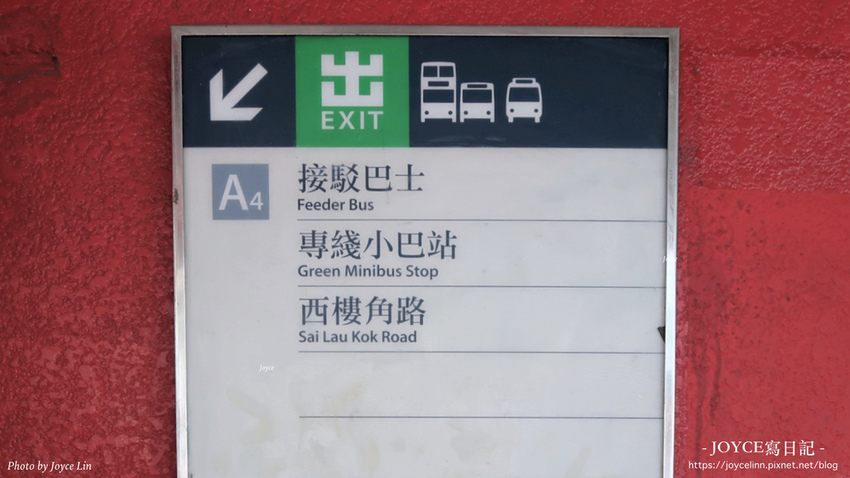 出
EXIT
A4
接駁巴士
Feeder Bus
專綫小巴站
Green Minibus Stop
西樓角路
Sai Lau Kok Road
Joyce
Photo by Joyce Lin
- JOYCE寫日記 -
https://joycelinn.pixnet.net/blog